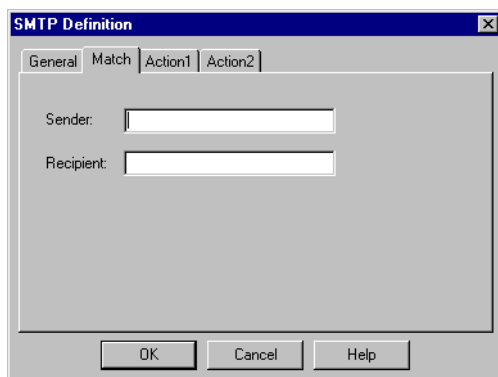 SMTP Definition
General Match Action1 Action2
Sender:
Recipient:
OK Cancel Help